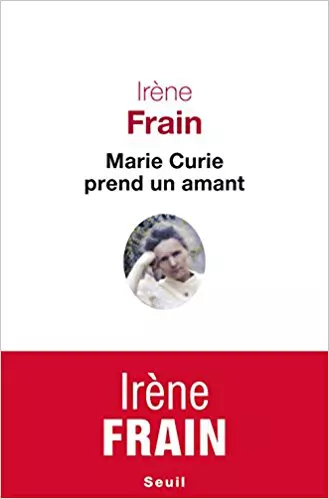 Irène
Frain
Marie Curie
prend un amant
Irène
FRAIN
Seuil